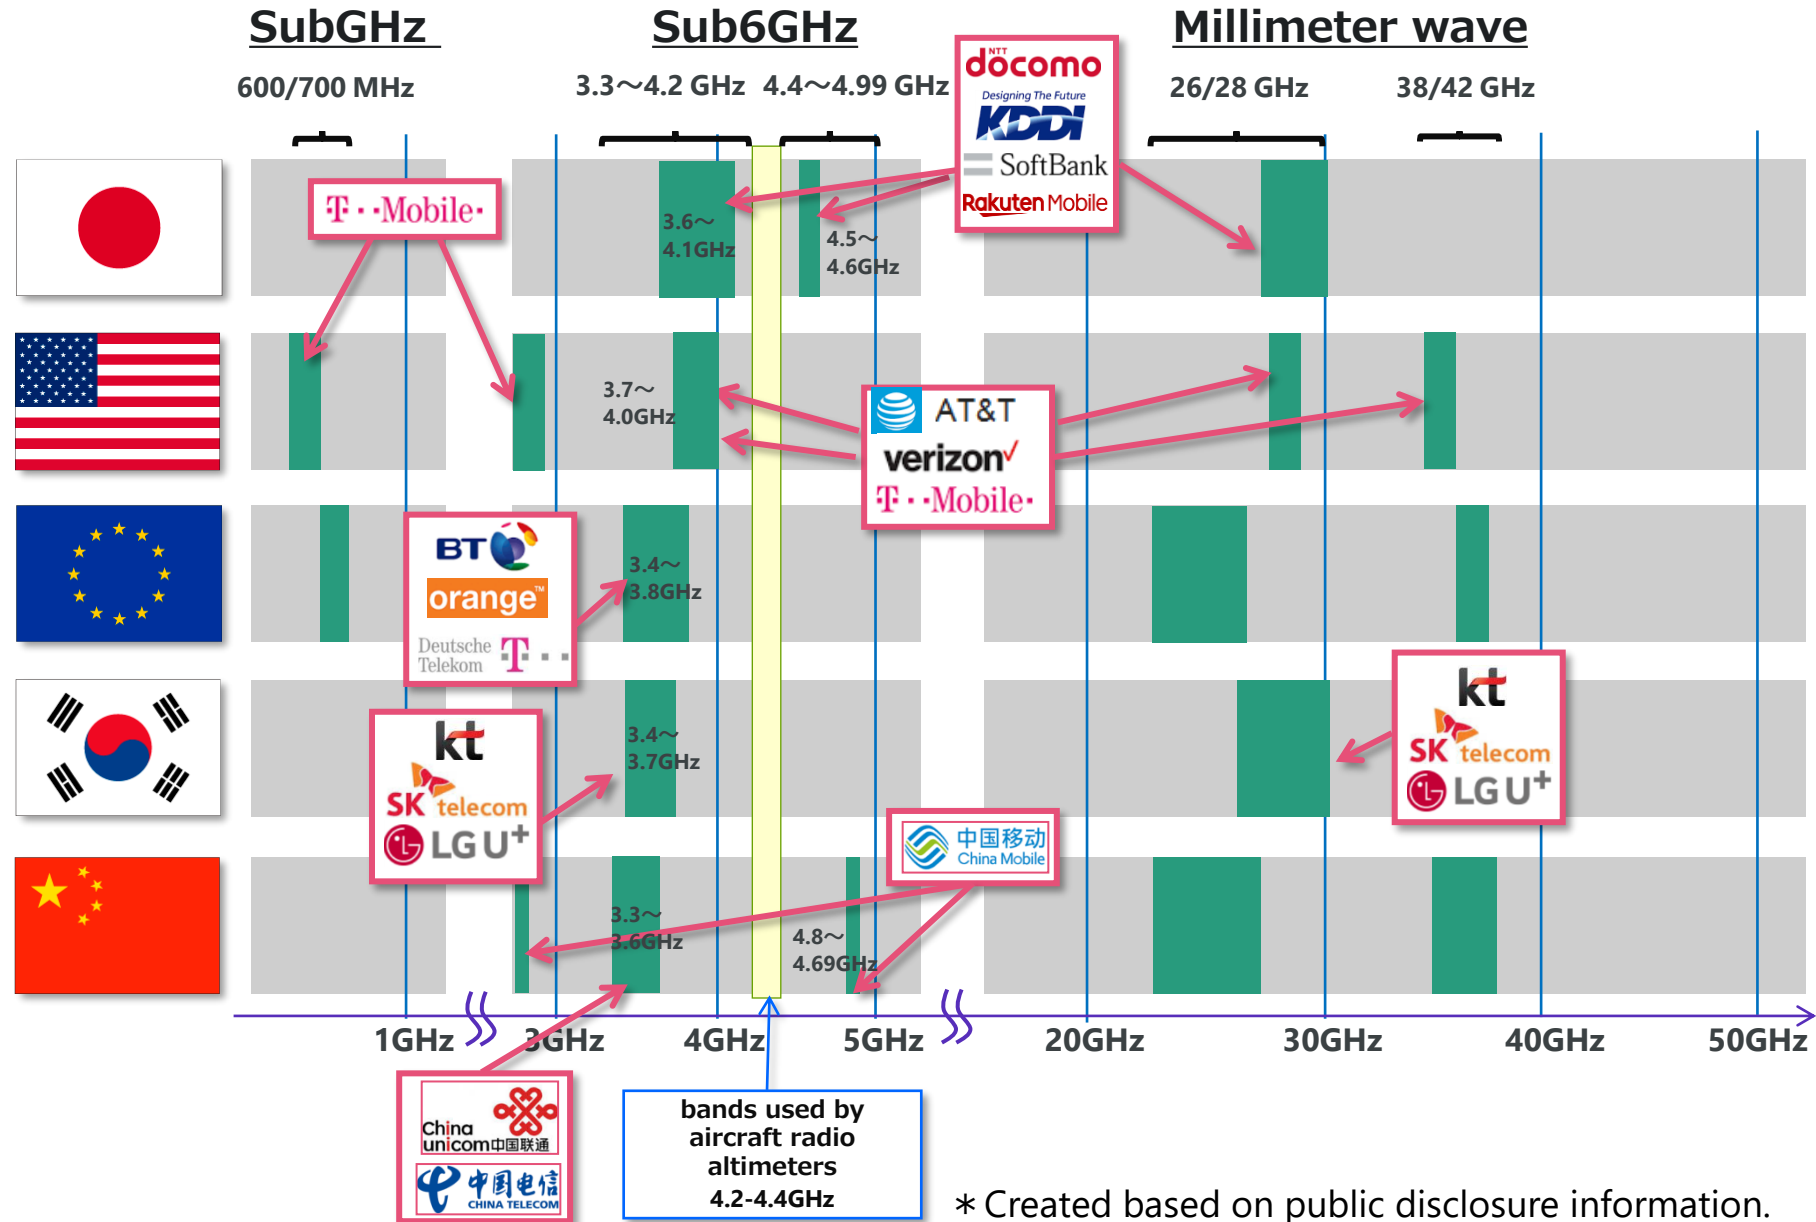 SubGHz
Sub6GHz
Millimeter wave
600/700 MHz
3.3～4.2 GHz
4.4～4.99 GHz
26/28 GHz
38/42 GHz
NTT
döcomo
Designing The Future
KDDI
SoftBank
Rakuten Mobile
T··Mobile·
3.6～
4.1GHz
4.5～
4.6GHz
3.7～
4.0GHz
AT&T
verizon✓
T··Mobile·
BT
orange™
Deutsche
Telekom
T··
3.4～
3.8GHz
kt
SK telecom
LG U+
3.4～
3.7GHz
kt
SK telecom
LG U+
中国移动
China Mobile
3.3～
3.6GHz
4.8～
4.69GHz
1GHz
3GHz
4GHz
5GHz
20GHz
30GHz
40GHz
50GHz
China
unicom中国联通
中国电信
CHINA TELECOM
bands used by
aircraft radio
altimeters
4.2-4.4GHz
＊Created based on public disclosure information.